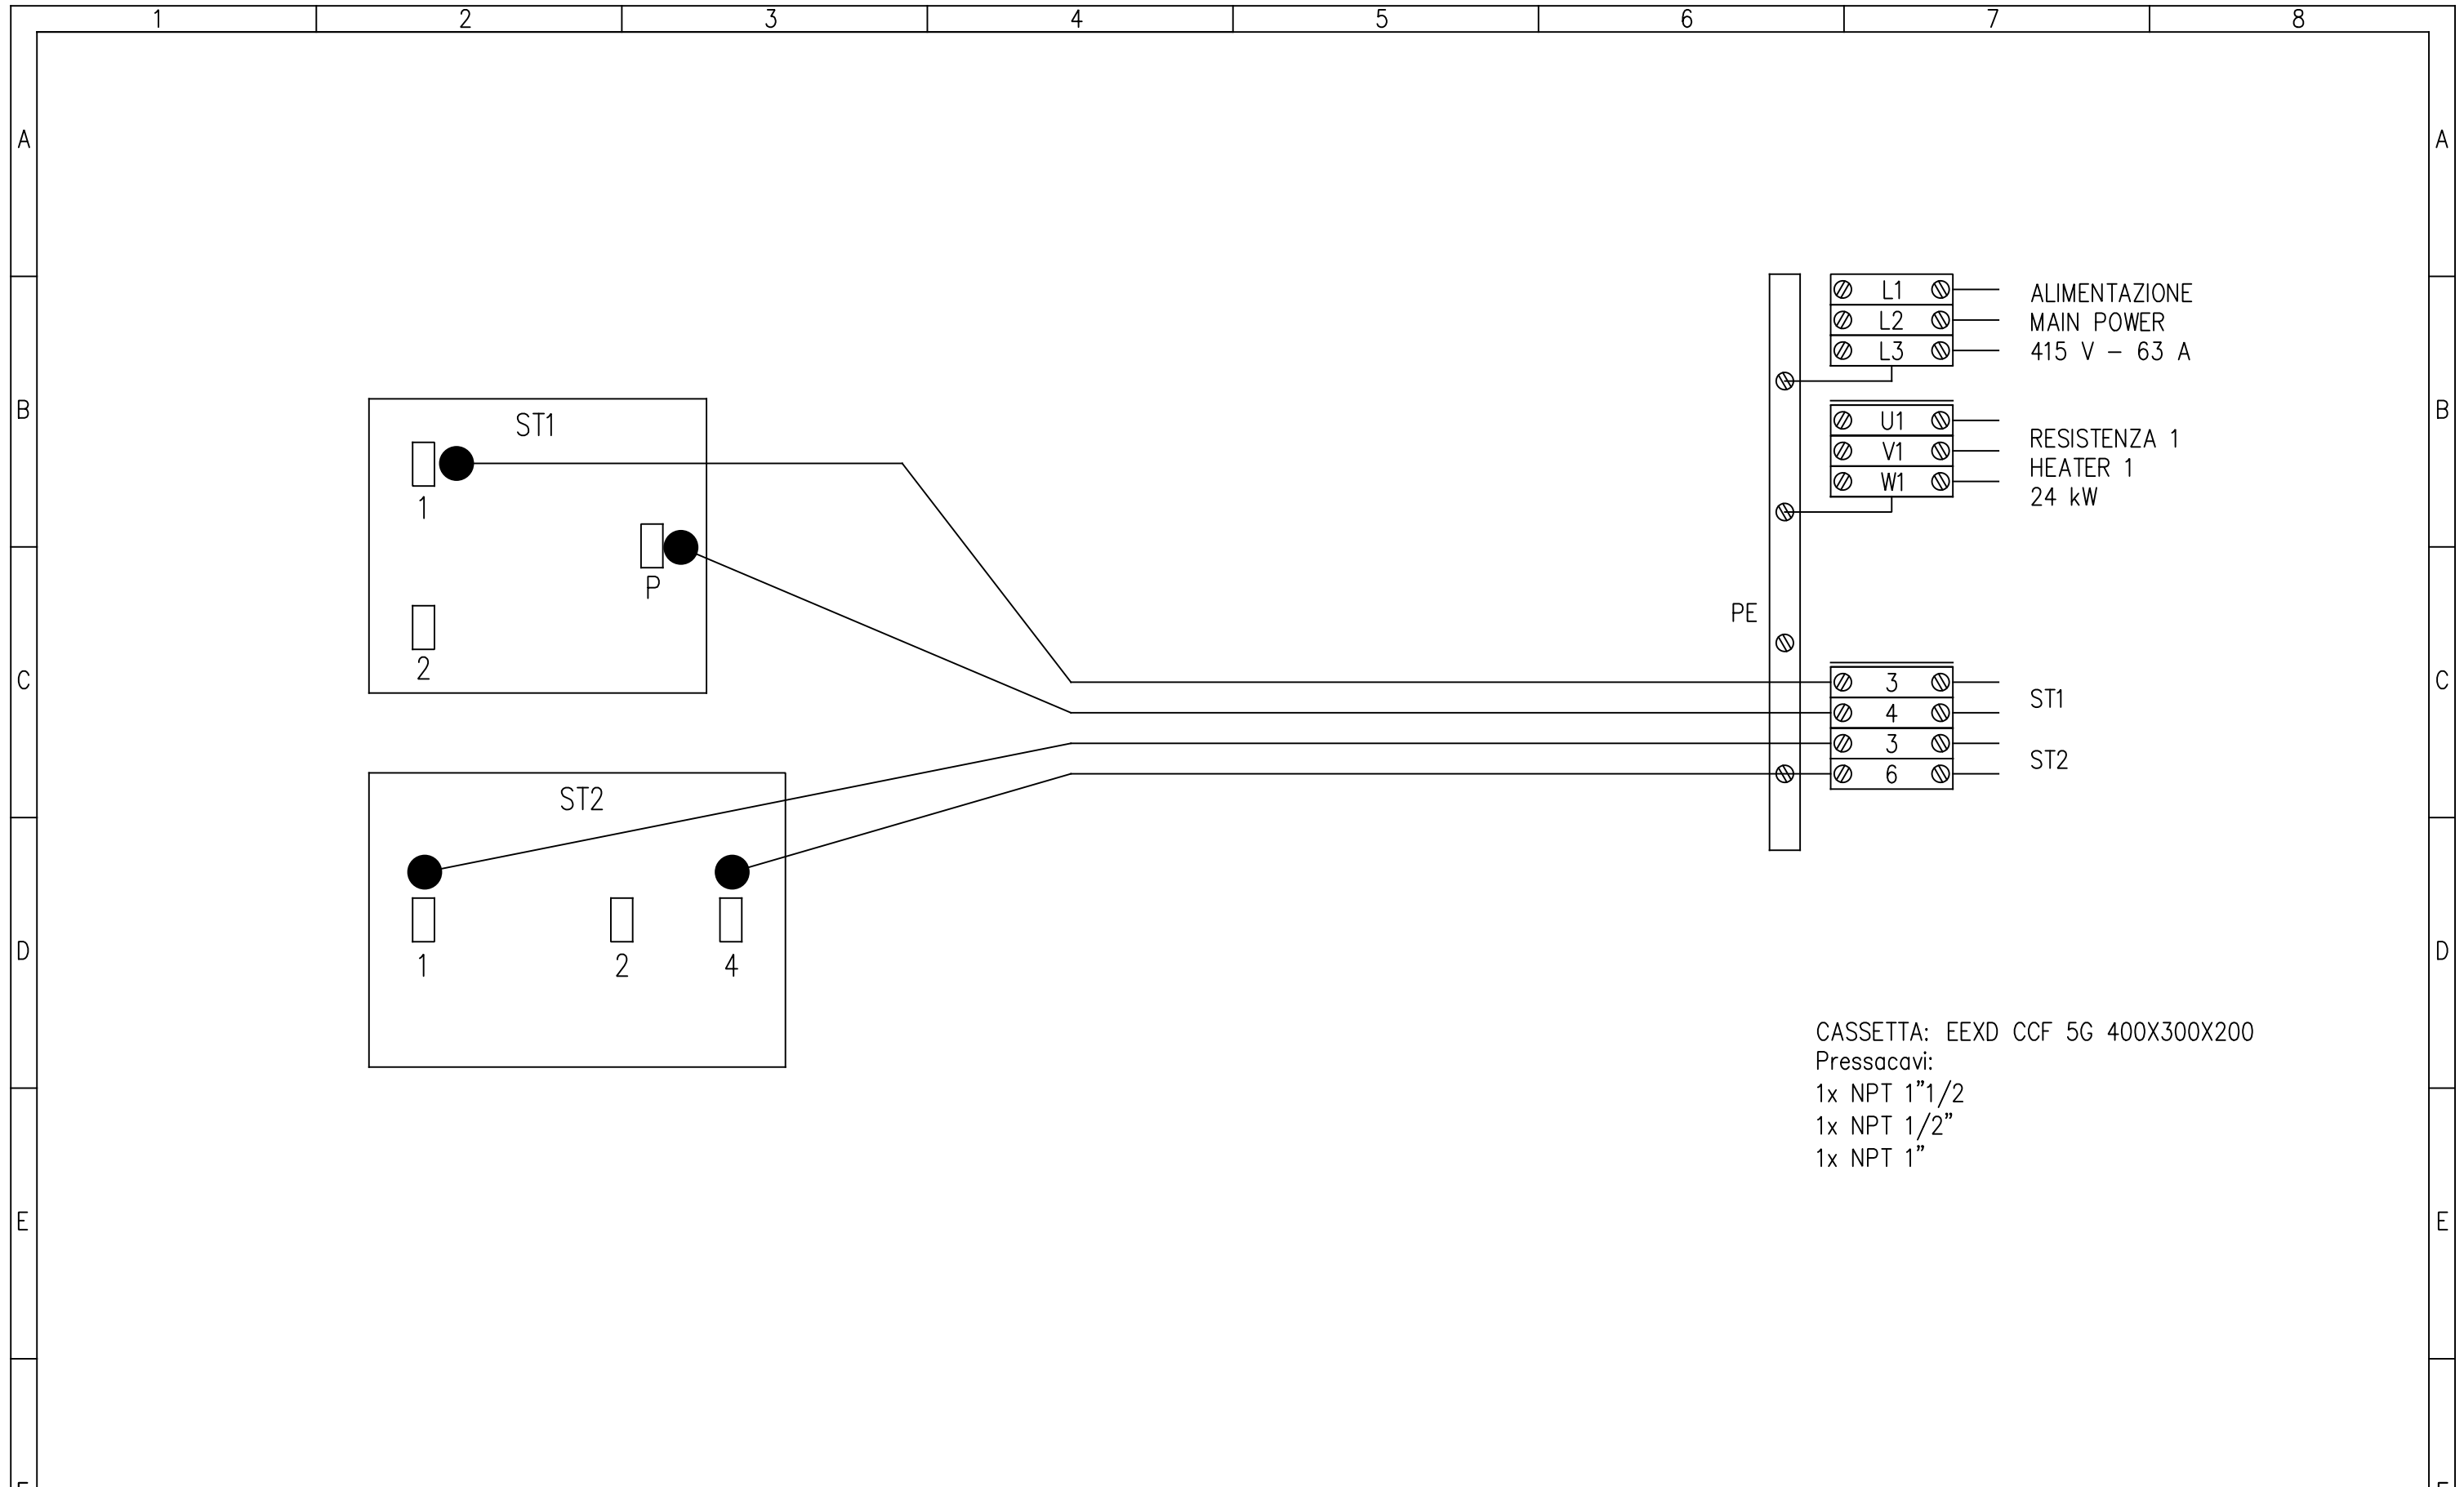 1 2 3 4 5 6 7 8
A A
L1
L2
L3
ALIMENTAZIONE
MAIN POWER
415 V – 63 A
B B
ST1
1
P
2
U1
V1
W1
RESISTENZA 1
HEATER 1
24 kW
PE
C C
3
4
3
6
ST1
ST2
ST2
1 2 4
D D
CASSETTA: EEXD CCF 5G 400X300X200
Pressacavi:
1x NPT 1”1/2
1x NPT 1/2”
1x NPT 1”
E E